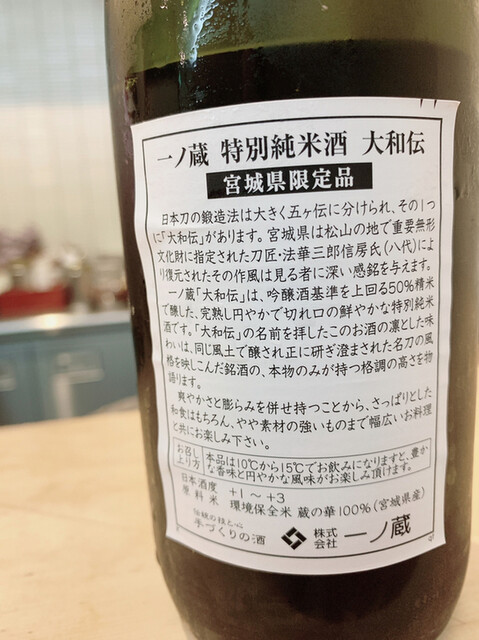 一ノ蔵 特別純米酒 大和伝
宮城県限定品
日本刀の鍛造法は大きく五ヶ伝に分けられ、その1つ
に「大和伝」があります。宮城県は松山の地で重要無形
文化財に指定された刀匠・法華三郎信房氏(八代)によ
り復元されたその作風は見る者に深い感銘を与えます。
一ノ蔵「大和伝」は、吟醸酒基準を上回る50%精米
で醸した、完熟し円やかで切れ口の鮮やかな特別純米
酒です。「大和伝」の名前を拝したこのお酒の凛とした味
わいは、同じ風土で醸され正に研ぎ澄まされた名刀の風
格を映しこんだ銘酒の、本物のみが持つ格調の高さを物
語ります。
爽やかさと膨らみを併せ持つことから、さっぱりとした
和食はもちろん、やや素材の強いものまで幅広いお料理
と共にお楽しみ下さい。
お召し上り方 本品は10℃から15℃でお飲みになりますと、豊か
な香味と円やかな風味がお楽しみ頂けます。
日本酒度 +1～+3
原料米 環境保全米 蔵の華100%(宮城県産)
伝統の技と心
手づくりの酒 株式会社 一ノ蔵